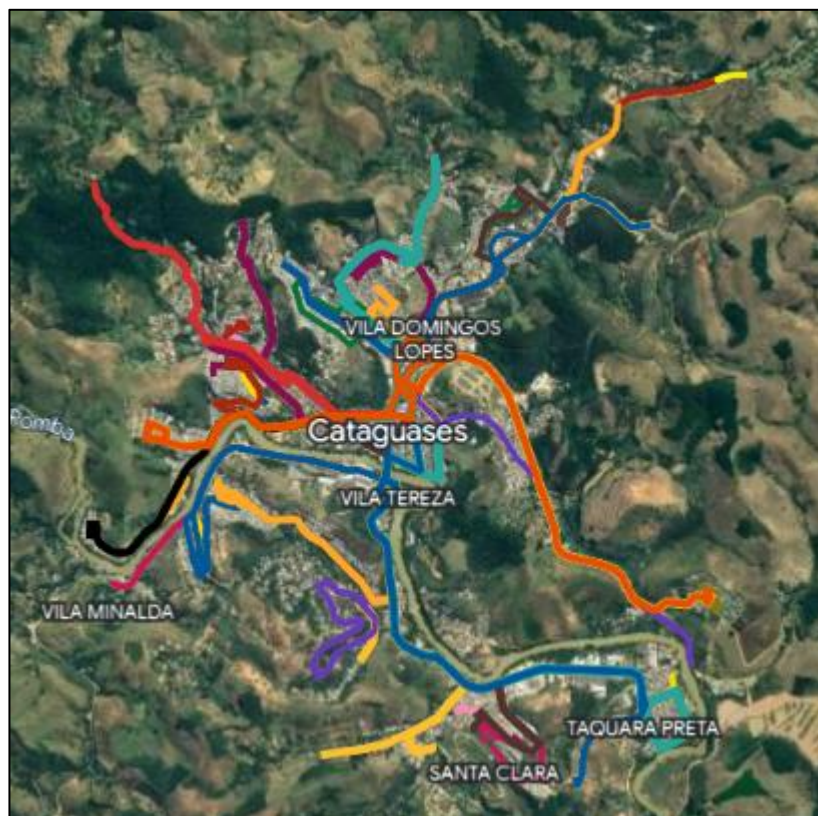 VILA DOMINGOS
LOPES
Pomba
Cataguases
VILA TEREZA
VILA MINALDA
TAQUARA PRETA
SANTA CLARA